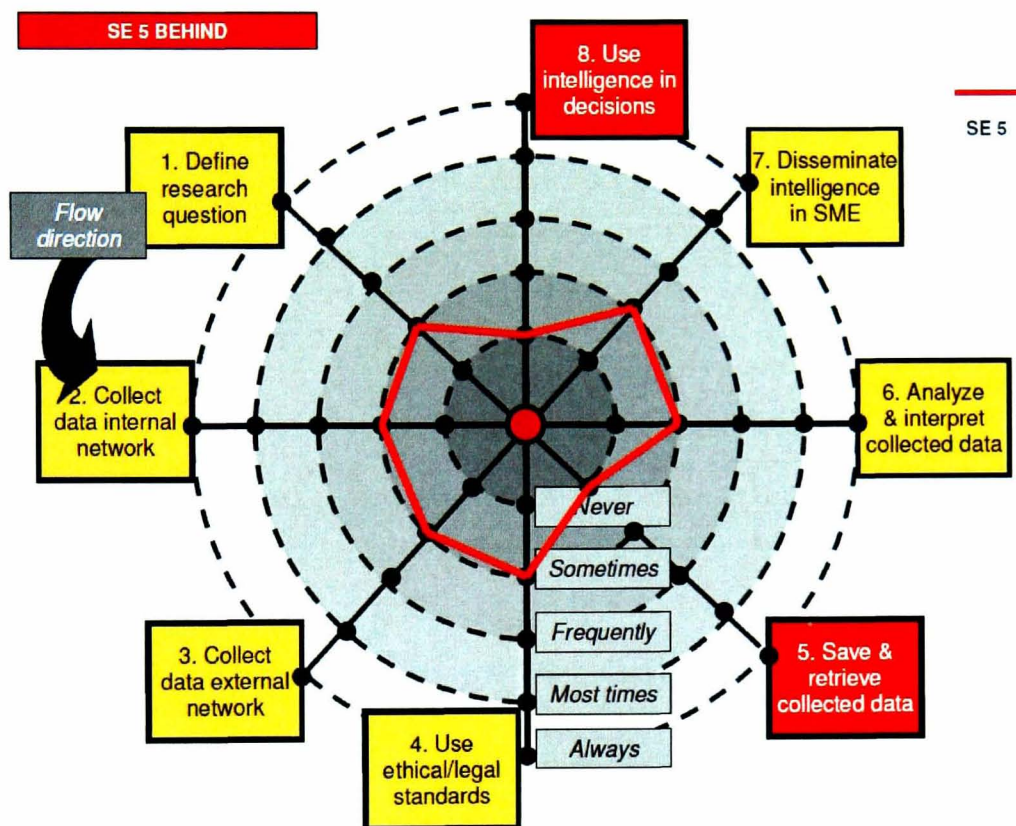 SE 5 BEHIND
8. Use
intelligence in
decisions
SE 5
1. Define
research
question
7. Disseminate
intelligence
in SME
Flow
direction
2. Collect
data internal
network
6. Analyze
& interpret
collected data
Never
Sometimes
Frequently
Most times
Always
3. Collect
data external
network
5. Save &
retrieve
collected data
4. Use
ethical/legal
standards